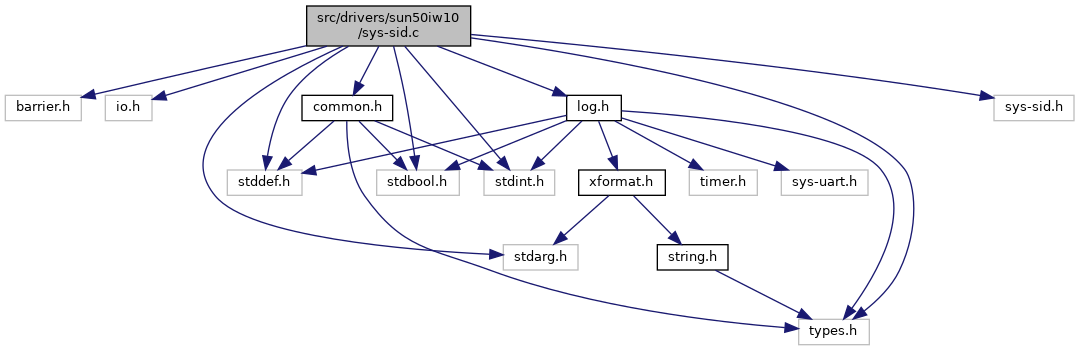 src/drivers/sun50iw10
/sys-sid.c
barrier.h
io.h
common.h
log.h
sys-sid.h
stddef.h
stdbool.h
stdint.h
xformat.h
timer.h
sys-uart.h
stdarg.h
string.h
types.h